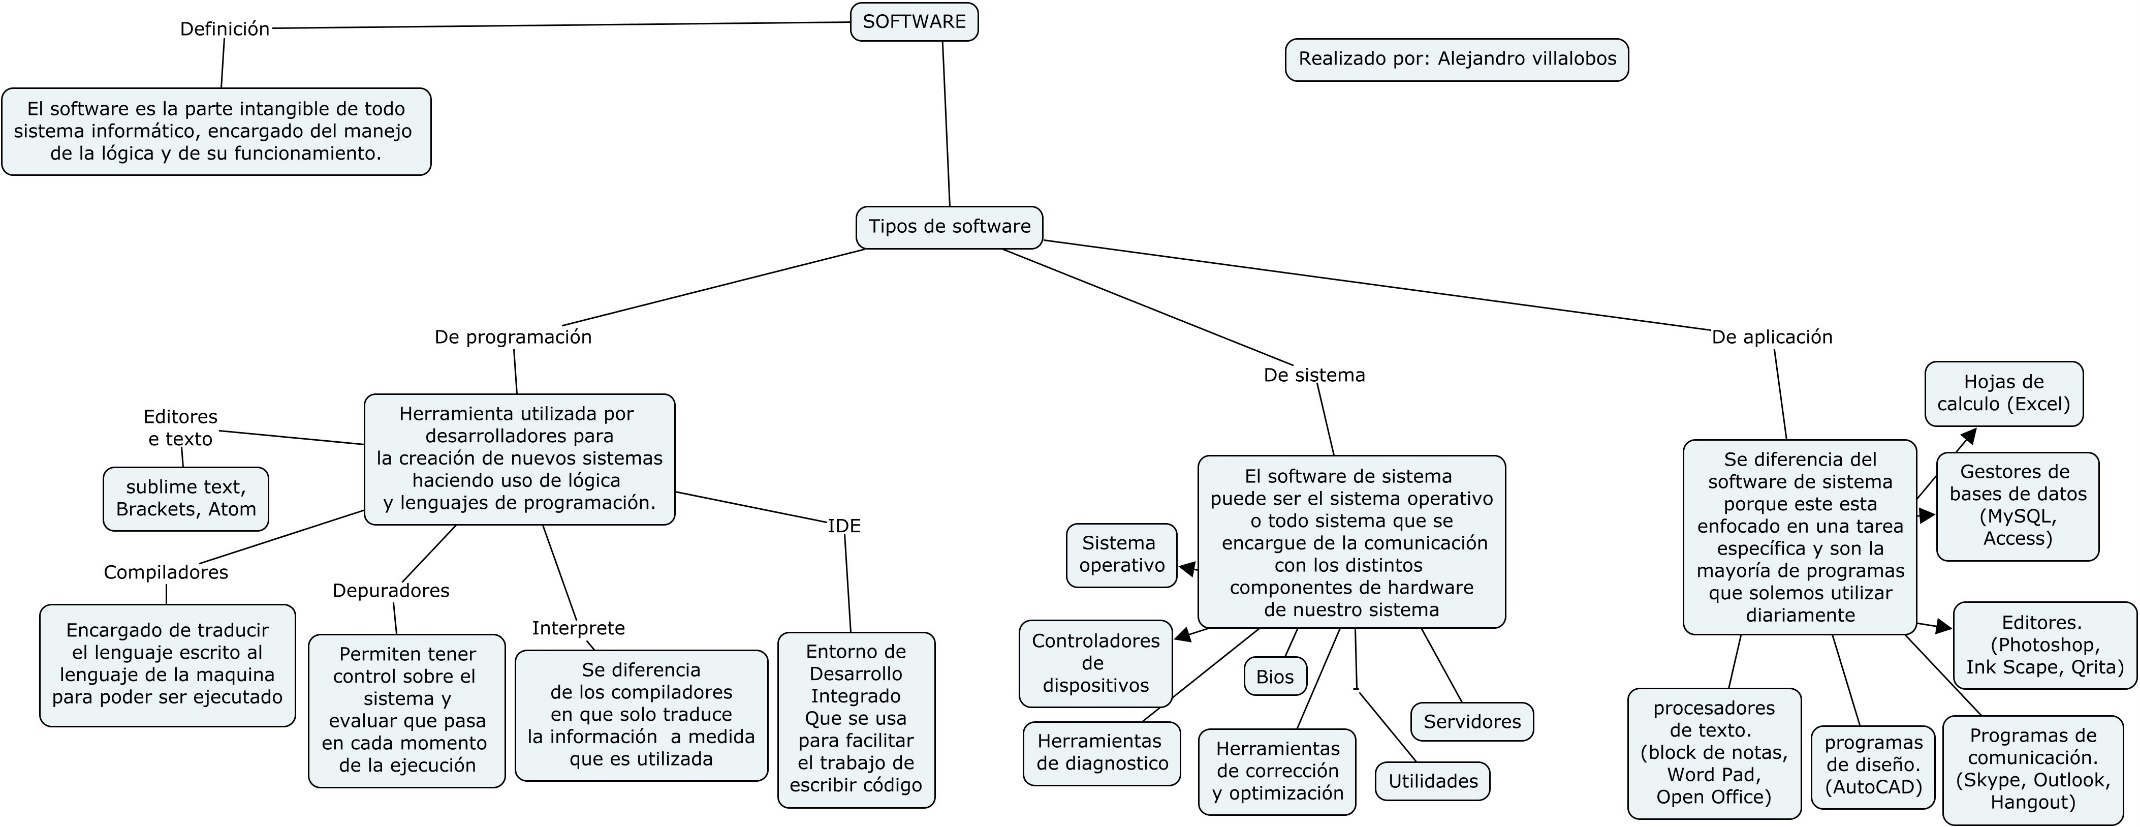 SOFTWARE
Definición
Realizado por: Alejandro villalobos
El software es la parte intangible de todo
sistema informático, encargado del manejo
de la lógica y de su funcionamiento.
Tipos de software
De programación
Herramienta utilizada por
desarrolladores para
la creación de nuevos sistemas
haciendo uso de lógica
y lenguajes de programación.
Editores
e texto
sublime text,
Brackets, Atom
Compiladores
Encargado de traducir
el lenguaje escrito al
lenguaje de la maquina
para poder ser ejecutado
Depuradores
Permiten tener
control sobre el
sistema y
evaluar que pasa
en cada momento
de la ejecución
Interprete
Se diferencia
de los compiladores
en que solo traduce
la información a medida
que es utilizada
IDE
Entorno de
Desarrollo
Integrado
Que se usa
para facilitar
el trabajo de
escribir código
De sistema
El software de sistema
puede ser el sistema operativo
o todo sistema que se
encargue de la comunicación
con los distintos
componentes de hardware
de nuestro sistema
Sistema
operativo
Controladores
de
dispositivos
Herramientas
de diagnostico
Bios
Herramientas
de corrección
y optimización
Utilidades
Servidores
De aplicación
Se diferencia del
software de sistema
porque este esta
enfocado en una tarea
específica y son la
mayoría de programas
que solemos utilizar
diariamente
Hojas de
calculo (Excel)
Gestores de
bases de datos
(MySQL,
Access)
Editores.
(Photoshop,
Ink Scape, Qrita)
procesadores
de texto.
(block de notas,
Word Pad,
Open Office)
programas
de diseño.
(AutoCAD)
Programas de
comunicación.
(Skype, Outlook,
Hangout)